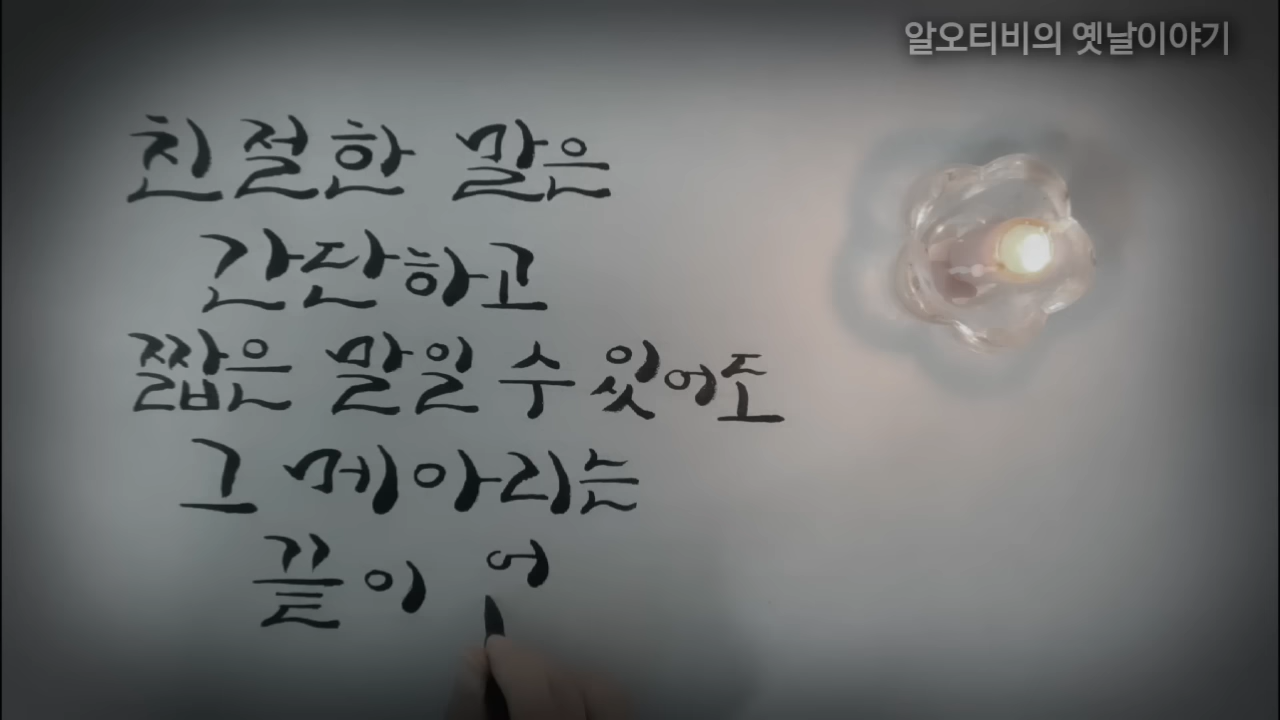 알오티비의 옛날이야기
친절한 말은
간단하고
짧은 말일 수 있어도
그 메아리는
끝이 어